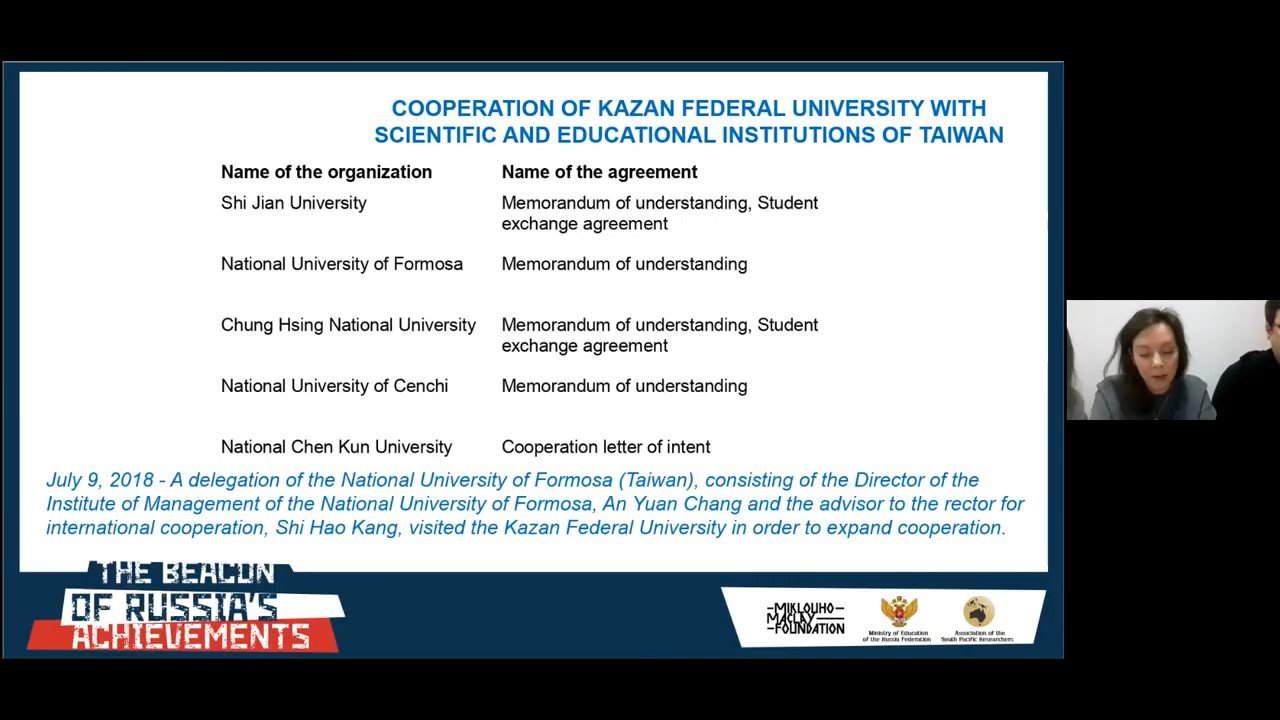 COOPERATION OF KAZAN FEDERAL UNIVERSITY WITH
SCIENTIFIC AND EDUCATIONAL INSTITUTIONS OF TAIWAN
Name of the organization Name of the agreement
Shi Jian University Memorandum of understanding, Student
exchange agreement
National University of Formosa Memorandum of understanding
Chung Hsing National University Memorandum of understanding, Student
exchange agreement
National University of Cenchi Memorandum of understanding
National Chen Kun University Cooperation letter of intent
July 9, 2018 - A delegation of the National University of Formosa (Taiwan), consisting of the Director of the
Institute of Management of the National University of Formosa, An Yuan Chang and the advisor to the rector for
international cooperation, Shi Hao Kang, visited the Kazan Federal University in order to expand cooperation.
THE BEACON
OF RUSSIA'S
ACHIEVEMENTS
MIKLOUHO
MACLAY
FOUNDATION
Ministry of Education
of the Russia Federation
Association of the
South Pacific Researchers